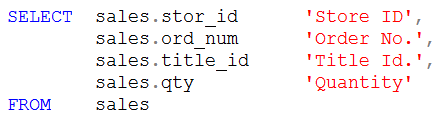 SELECT sales.stor_id 'Store ID',
sales.ord_num 'Order No.',
sales.title_id 'Title Id.',
sales.qty 'Quantity'
FROM sales